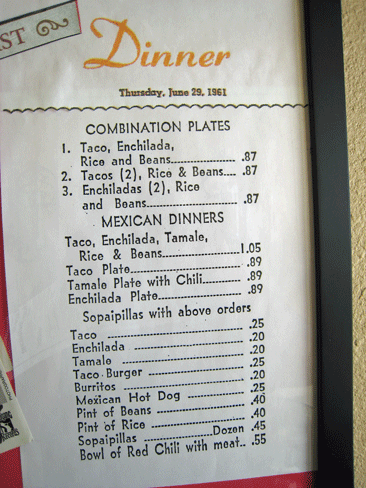 ST
Dinner
Thursday, June 29, 1961
COMBINATION PLATES
1. Taco, Enchilada,
Rice and Beans................... .87
2. Tacos (2), Rice & Beans.... .87
3. Enchiladas (2), Rice
and Beans......................... .87
MEXICAN DINNERS
Taco, Enchilada, Tamale,
Rice & Beans......................1.05
Taco Plate............................... .89
Tamale Plate with Chili......... .89
Enchilada Plate...................... .89
Sopaipillas with above orders
Taco ................................... .25
Enchilada ............................ .20
Tamale ................................ .20
Taco Burger ........................ .25
Burritos ............................... .20
Mexican Hot Dog ................ .25
Pint of Beans ....................... .40
Pint of Rice .......................... .40
Sopaipillas ................Dozen .45
Bowl of Red Chili with meat.. .55